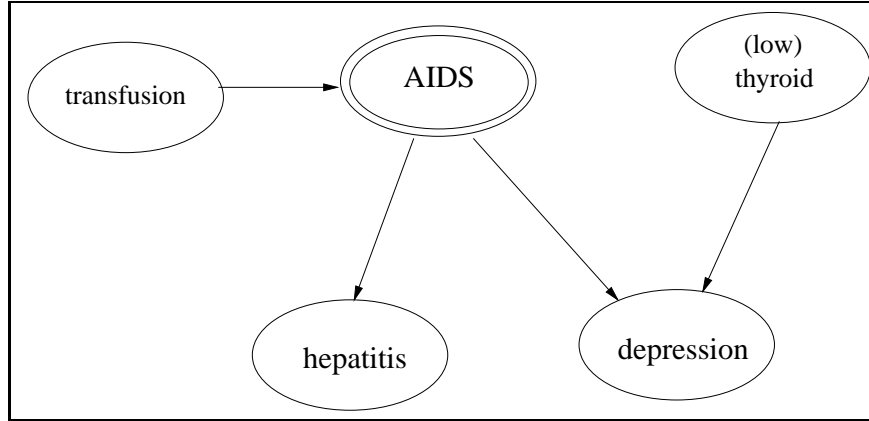 transfusion
AIDS
(low)
thyroid
hepatitis
depression